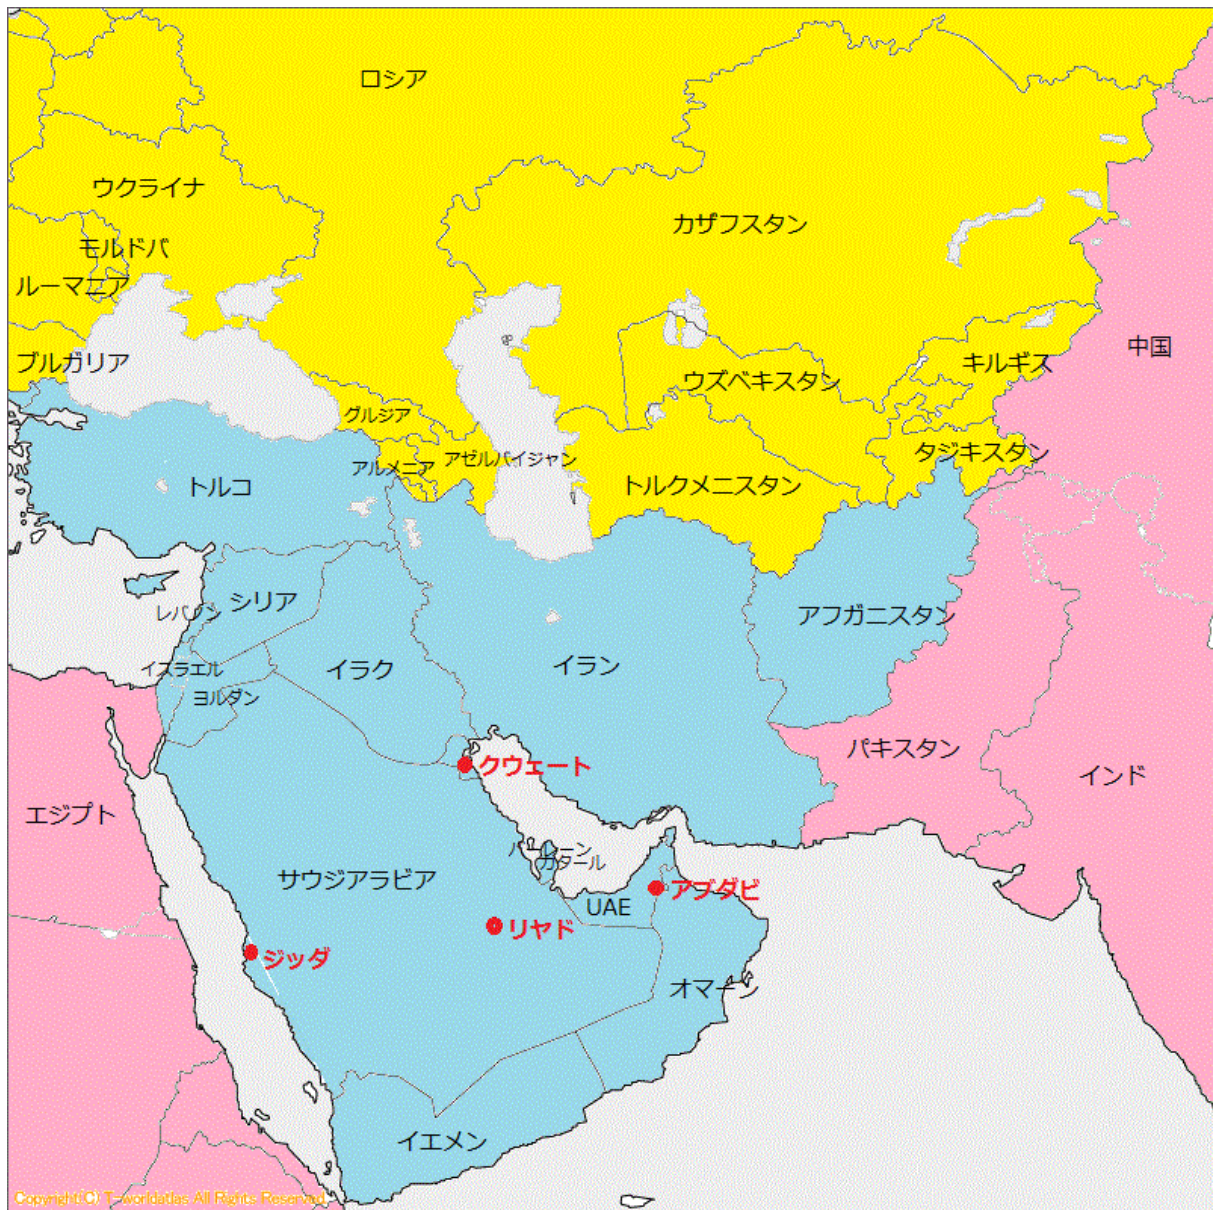 ロシア
ウクライナ
カザフスタン
モルドバ
ルーマニア
ブルガリア
中国
キルギス
ウズベキスタン
グルジア
タジキスタン
アゼルバイジャン
アルメニア
トルコ
トルクメニスタン
シリア
レバノン
アフガニスタン
イスラエル
イラク
イラン
ヨルダン
パキスタン
クウェート
インド
エジプト
バーレーン
カタール
サウジアラビア
アブダビ
UAE
リヤド
ジッダ
オマーン
イエメン
Copyright(C) T-worldatlas All Rights Reserved.